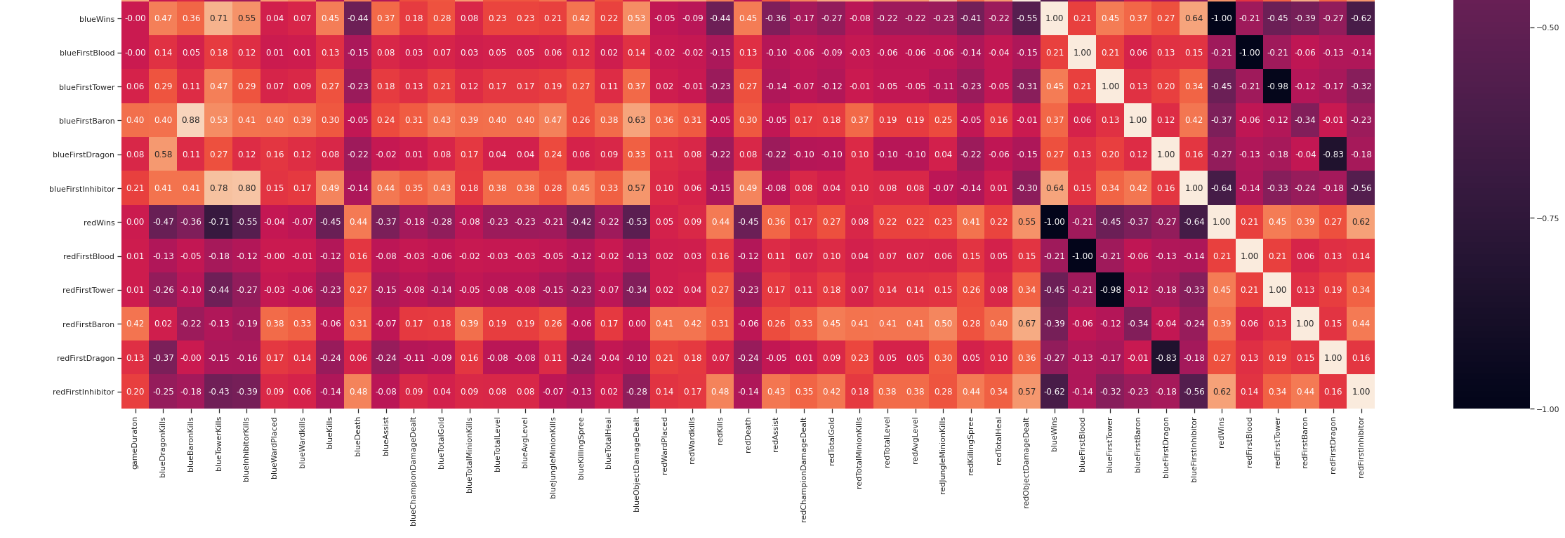 blueWins -0.00 0.47 0.36 0.71 0.55 0.04 0.07 0.45 -0.44 0.37 0.18 0.28 0.08 0.23 0.23 0.21 0.42 0.22 0.53 -0.05 -0.09 -0.44 0.45 -0.36 -0.17 -0.27 -0.08 -0.22 -0.22 -0.23 -0.41 -0.22 -0.55 1.00 0.21 0.45 0.37 0.27 0.64 -1.00 -0.21 -0.45 -0.39 -0.27 -0.62
−0.50
blueFirstBlood -0.00 0.14 0.05 0.18 0.12 0.01 0.01 0.13 -0.15 0.08 0.03 0.07 0.03 0.05 0.05 0.06 0.12 0.02 0.14 -0.02 -0.02 -0.15 0.13 -0.10 -0.06 -0.09 -0.03 -0.06 -0.06 -0.06 -0.14 -0.04 -0.15 0.21 1.00 0.21 0.06 0.13 0.15 -0.21 -1.00 -0.21 -0.06 -0.13 -0.14
blueFirstTower 0.06 0.29 0.11 0.47 0.29 0.07 0.09 0.27 -0.23 0.18 0.13 0.21 0.12 0.17 0.17 0.19 0.27 0.11 0.37 -0.01 -0.01 -0.23 0.27 -0.14 -0.07 -0.12 -0.01 -0.05 -0.05 -0.11 -0.23 -0.05 -0.31 0.45 0.21 1.00 0.13 0.20 0.34 -0.45 -0.21 -0.98 -0.12 -0.17 -0.32
blueFirstBaron 0.40 0.40 0.88 0.53 0.41 0.40 0.39 0.30 -0.05 0.24 0.31 0.43 0.39 0.40 0.40 0.47 0.26 0.38 0.63 0.36 0.31 -0.05 0.30 -0.05 0.17 0.18 0.37 0.19 0.19 0.25 -0.05 0.16 -0.01 0.37 0.06 0.13 1.00 0.12 0.42 -0.37 -0.06 -0.12 -0.34 -0.01 -0.23
blueFirstDragon 0.08 0.58 0.11 0.27 0.12 0.16 0.12 0.08 -0.22 -0.02 0.01 0.08 0.17 0.04 0.04 0.24 0.06 0.09 0.33 0.11 0.08 -0.22 0.08 -0.22 -0.10 -0.10 0.10 -0.10 -0.10 0.04 -0.22 -0.06 -0.15 0.27 0.13 0.20 0.12 1.00 0.16 -0.27 -0.13 -0.18 -0.04 -0.83 -0.18
blueFirstInhibitor 0.21 0.41 0.41 0.78 0.80 0.15 0.17 0.49 -0.14 0.44 0.35 0.43 0.18 0.38 0.38 0.28 0.45 0.33 0.57 0.10 0.06 -0.15 0.49 -0.08 0.08 0.04 0.10 0.08 0.08 -0.07 -0.14 0.01 -0.30 0.64 0.15 0.34 0.42 0.16 1.00 -0.64 -0.14 -0.33 -0.24 -0.18 -0.56
redWins 0.00 -0.47 -0.36 -0.71 -0.55 -0.04 -0.07 -0.45 0.44 -0.37 -0.18 -0.28 -0.08 -0.23 -0.23 -0.21 -0.42 -0.22 -0.53 0.05 0.09 0.44 -0.45 0.36 0.17 0.27 0.08 0.22 0.22 0.23 0.41 0.22 0.55 -1.00 -0.21 -0.45 -0.37 -0.27 -0.64 1.00 0.21 0.45 0.39 0.27 0.62
−0.75
redFirstBlood 0.01 -0.13 -0.05 -0.18 -0.12 -0.00 -0.01 -0.12 0.16 -0.08 -0.03 -0.06 -0.02 -0.03 -0.03 -0.05 -0.12 -0.02 -0.13 0.02 0.03 0.16 -0.12 0.11 0.07 0.10 0.04 0.07 0.07 0.06 0.15 0.05 0.15 -0.21 -1.00 -0.21 -0.06 -0.13 -0.14 0.21 1.00 0.21 0.06 0.13 0.14
redFirstTower 0.01 -0.26 -0.10 -0.44 -0.27 -0.03 -0.06 -0.23 0.27 -0.15 -0.08 -0.14 -0.05 -0.08 -0.08 -0.15 -0.23 -0.07 -0.34 0.02 0.04 0.27 -0.23 0.17 0.11 0.18 0.07 0.14 0.14 0.15 0.26 0.08 0.34 -0.45 -0.21 -0.98 -0.12 -0.18 -0.33 0.45 0.21 1.00 0.13 0.19 0.34
redFirstBaron 0.42 0.02 -0.22 -0.13 -0.19 0.38 0.33 -0.06 0.31 -0.07 0.17 0.18 0.39 0.19 0.19 0.26 -0.06 0.17 0.00 0.41 0.42 0.31 -0.06 0.26 0.33 0.45 0.41 0.41 0.41 0.50 0.28 0.40 0.67 -0.39 -0.06 -0.12 -0.34 -0.04 -0.24 0.39 0.06 0.13 1.00 0.15 0.44
redFirstDragon 0.13 -0.37 -0.00 -0.15 -0.16 0.17 0.14 -0.24 0.06 -0.24 -0.11 -0.09 0.16 -0.08 -0.08 0.11 -0.24 -0.04 -0.10 0.21 0.18 0.07 -0.24 -0.05 0.01 0.09 0.23 0.05 0.05 0.30 0.05 0.10 0.36 -0.27 -0.13 -0.17 -0.01 -0.83 -0.18 0.27 0.13 0.19 0.15 1.00 0.16
redFirstInhibitor 0.20 -0.25 -0.18 -0.43 -0.39 0.09 0.06 -0.14 0.48 -0.08 0.09 0.04 0.09 0.08 0.08 -0.07 -0.13 0.02 -0.28 0.14 0.17 0.48 -0.14 0.43 0.35 0.42 0.18 0.38 0.38 0.28 0.44 0.34 0.57 -0.62 -0.14 -0.32 -0.23 -0.18 -0.56 0.62 0.14 0.34 0.44 0.16 1.00
−1.00
gameDuraton
blueDragonKills
blueBaronKills
blueTowerKills
blueInhibitorKills
blueWardPlaced
blueWardkills
blueKills
blueDeath
blueAssist
blueChampionDamageDealt
blueTotalGold
blueTotalMinionKills
blueTotalLevel
blueAvgLevel
blueJungleMinionKills
blueKillingSpree
blueTotalHeal
blueObjectDamageDealt
redWardPlaced
redWardkills
redKills
redDeath
redAssist
redChampionDamageDealt
redTotalGold
redTotalMinionKills
redTotalLevel
redAvgLevel
redJungleMinionKills
redKillingSpree
redTotalHeal
redObjectDamageDealt
blueWins
blueFirstBlood
blueFirstTower
blueFirstBaron
blueFirstDragon
blueFirstInhibitor
redWins
redFirstBlood
redFirstTower
redFirstBaron
redFirstDragon
redFirstInhibitor